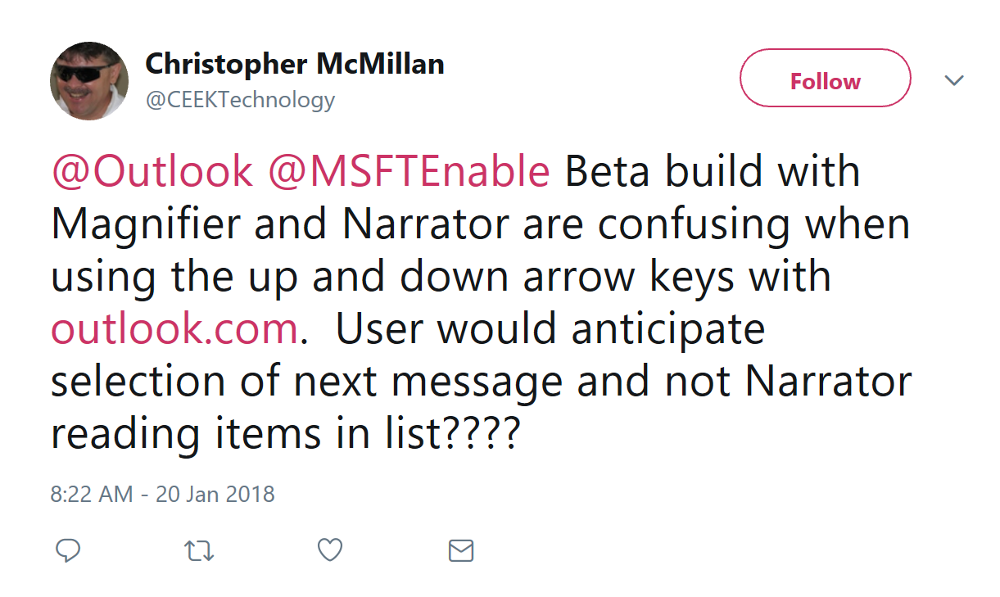 Christopher McMillan
@CEEKTechnology
Follow
@Outlook @MSFTEnable Beta build with
Magnifier and Narrator are confusing when
using the up and down arrow keys with
outlook.com.  User would anticipate
selection of next message and not Narrator
reading items in list????
8:22 AM - 20 Jan 2018